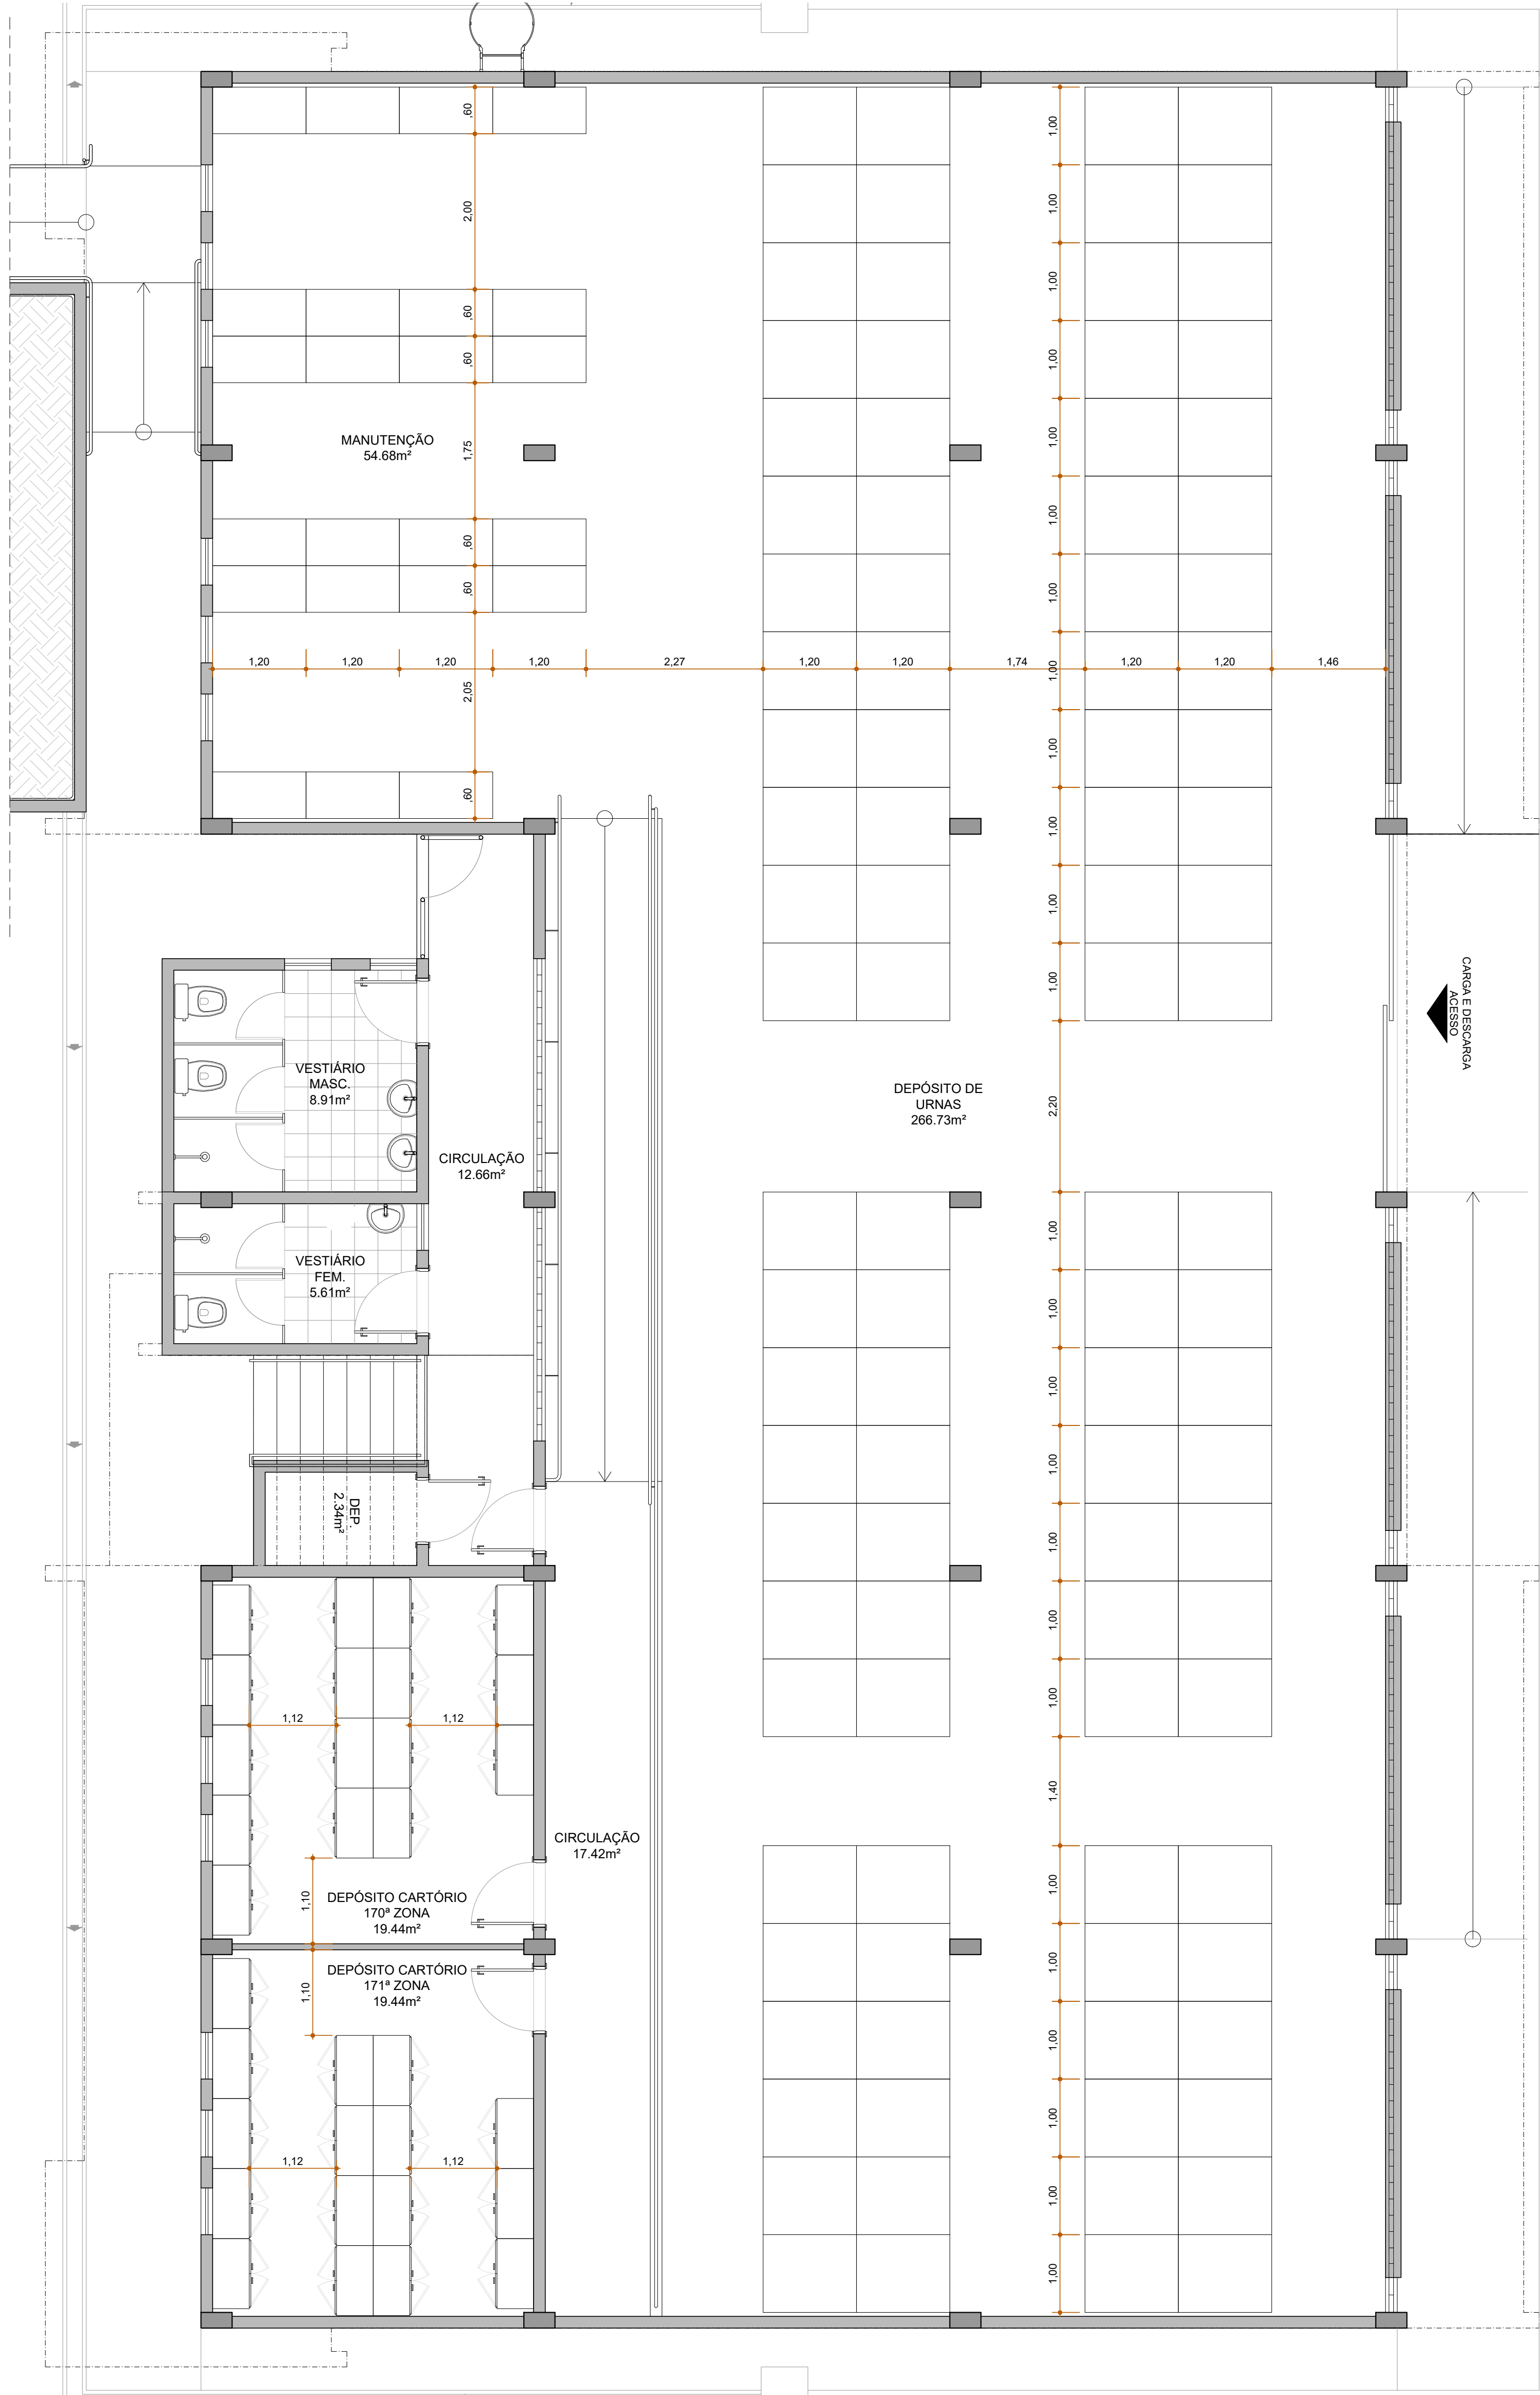 ,60
1,00
2,00
1,00
1,00
,60
1,00
,60
MANUTENÇÃO
54.68m²
1,75
1,00
1,00
,60
1,00
,60
1,20
1,20
1,20
1,20
2,27
1,20
1,20
1,74
1,00
1,20
1,20
1,46
2,05
1,00
,60
1,00
1,00
1,00
CARGA E DESCARGA
ACESSO
VESTIÁRIO
MASC.
8.91m²
DEPÓSITO DE
URNAS
266.73m²
2,20
CIRCULAÇÃO
12.66m²
VESTIÁRIO
FEM.
5.61m²
1,00
1,00
1,00
1,00
DEP.
2.34m²
1,00
1,00
1,00
1,12
1,12
1,40
CIRCULAÇÃO
17.42m²
1,10
DEPÓSITO CARTÓRIO
170ª ZONA
19.44m²
1,00
1,00
DEPÓSITO CARTÓRIO
171ª ZONA
19.44m²
1,10
1,00
1,00
1,12
1,12
1,00
1,00